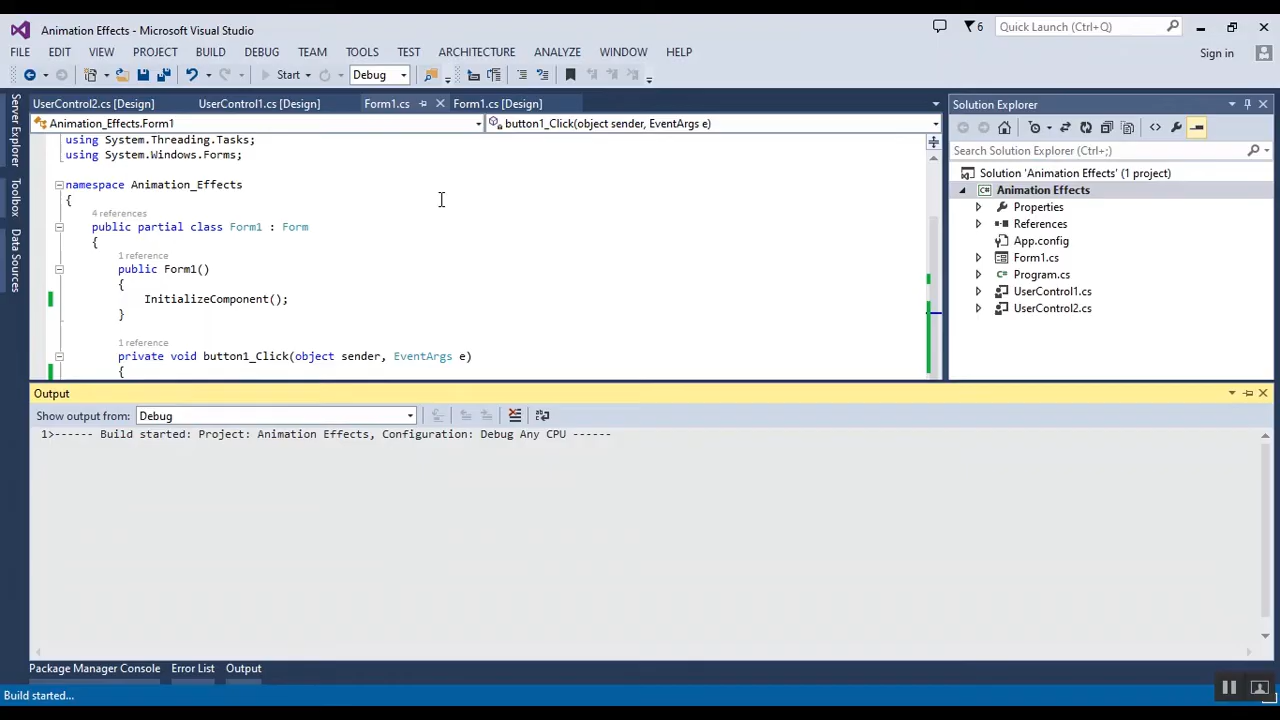 Animation Effects - Microsoft Visual Studio
6
Quick Launch (Ctrl+Q)
FILE EDIT VIEW PROJECT BUILD DEBUG TEAM TOOLS TEST ARCHITECTURE ANALYZE WINDOW HELP
Sign in
Start Debug
UserControl2.cs [Design] UserControl1.cs [Design] Form1.cs Form1.cs [Design]
Animation_Effects.Form1 button1_Click(object sender, EventArgs e)
Server Explorer
Toolbox
Data Sources
using System.Threading.Tasks;
using System.Windows.Forms;
namespace Animation_Effects
{
4 references
public partial class Form1 : Form
{
1 reference
public Form1()
{
InitializeComponent();
}
1 reference
private void button1_Click(object sender, EventArgs e)
{
Solution Explorer
Search Solution Explorer (Ctrl+;)
Solution 'Animation Effects' (1 project)
C# Animation Effects
Properties
References
App.config
Form1.cs
Program.cs
UserControl1.cs
UserControl2.cs
Output
Show output from: Debug
1>------ Build started: Project: Animation Effects, Configuration: Debug Any CPU ------
Package Manager Console Error List Output
Build started...